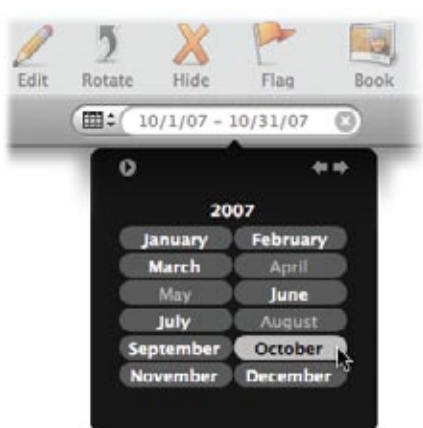 Edit Rotate Hide Flag Book
10/1/07 – 10/31/07
2007
January February
March April
May June
July August
September October
November December